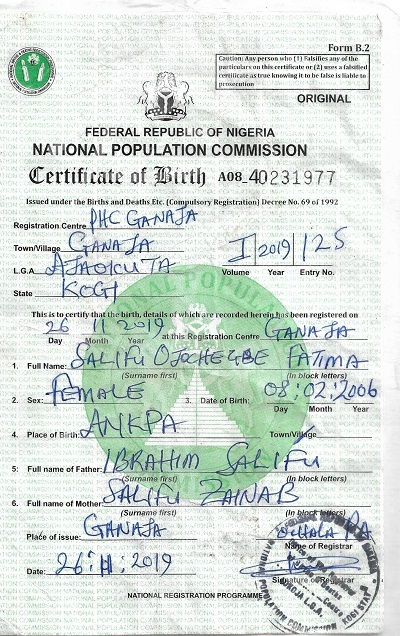 Form B.2
Caution: Any person who (1) Falsifies any of the
particulars on this certificate or (2) uses a falsified
certificate as true knowing it to be false is liable to
prosecution
ORIGINAL
FEDERAL REPUBLIC OF NIGERIA
NATIONAL POPULATION COMMISSION
Certificate of Birth A08_40231977
Issued under the Births and Deaths Etc. (Compulsory Registration) Decree No. 69 of 1992
Registration Centre PHC GANAJA
Town/Village GANAJA I 2019 125
L.G.A. AJAOKUTA Volume Year Entry No.
State KOGI
This is to certify that the birth, details of which are recorded herein has been registered on
26 11 2019 at this Registration Centre GANAJA
Day Month Year
1. Full Name: SALIFU OJOCHEGBE FATIMA
(Surname first) (In block letters)
2. Sex: FEMALE 3. Date of Birth: 08:02:2006
Day Month Year
4. Place of Birth: ANKPA Town/Village
5. Full name of Father: IBRAHIM SALIFU
(Surname first) (In block letters)
6. Full name of Mother: SALIFU ZAINAB
(Surname first) (In block letters)
Place of issue: GANAJA
Name of Registrar
Date: 26:11:2019
Signature of Registrar
NATIONAL REGISTRATION PROGRAMME